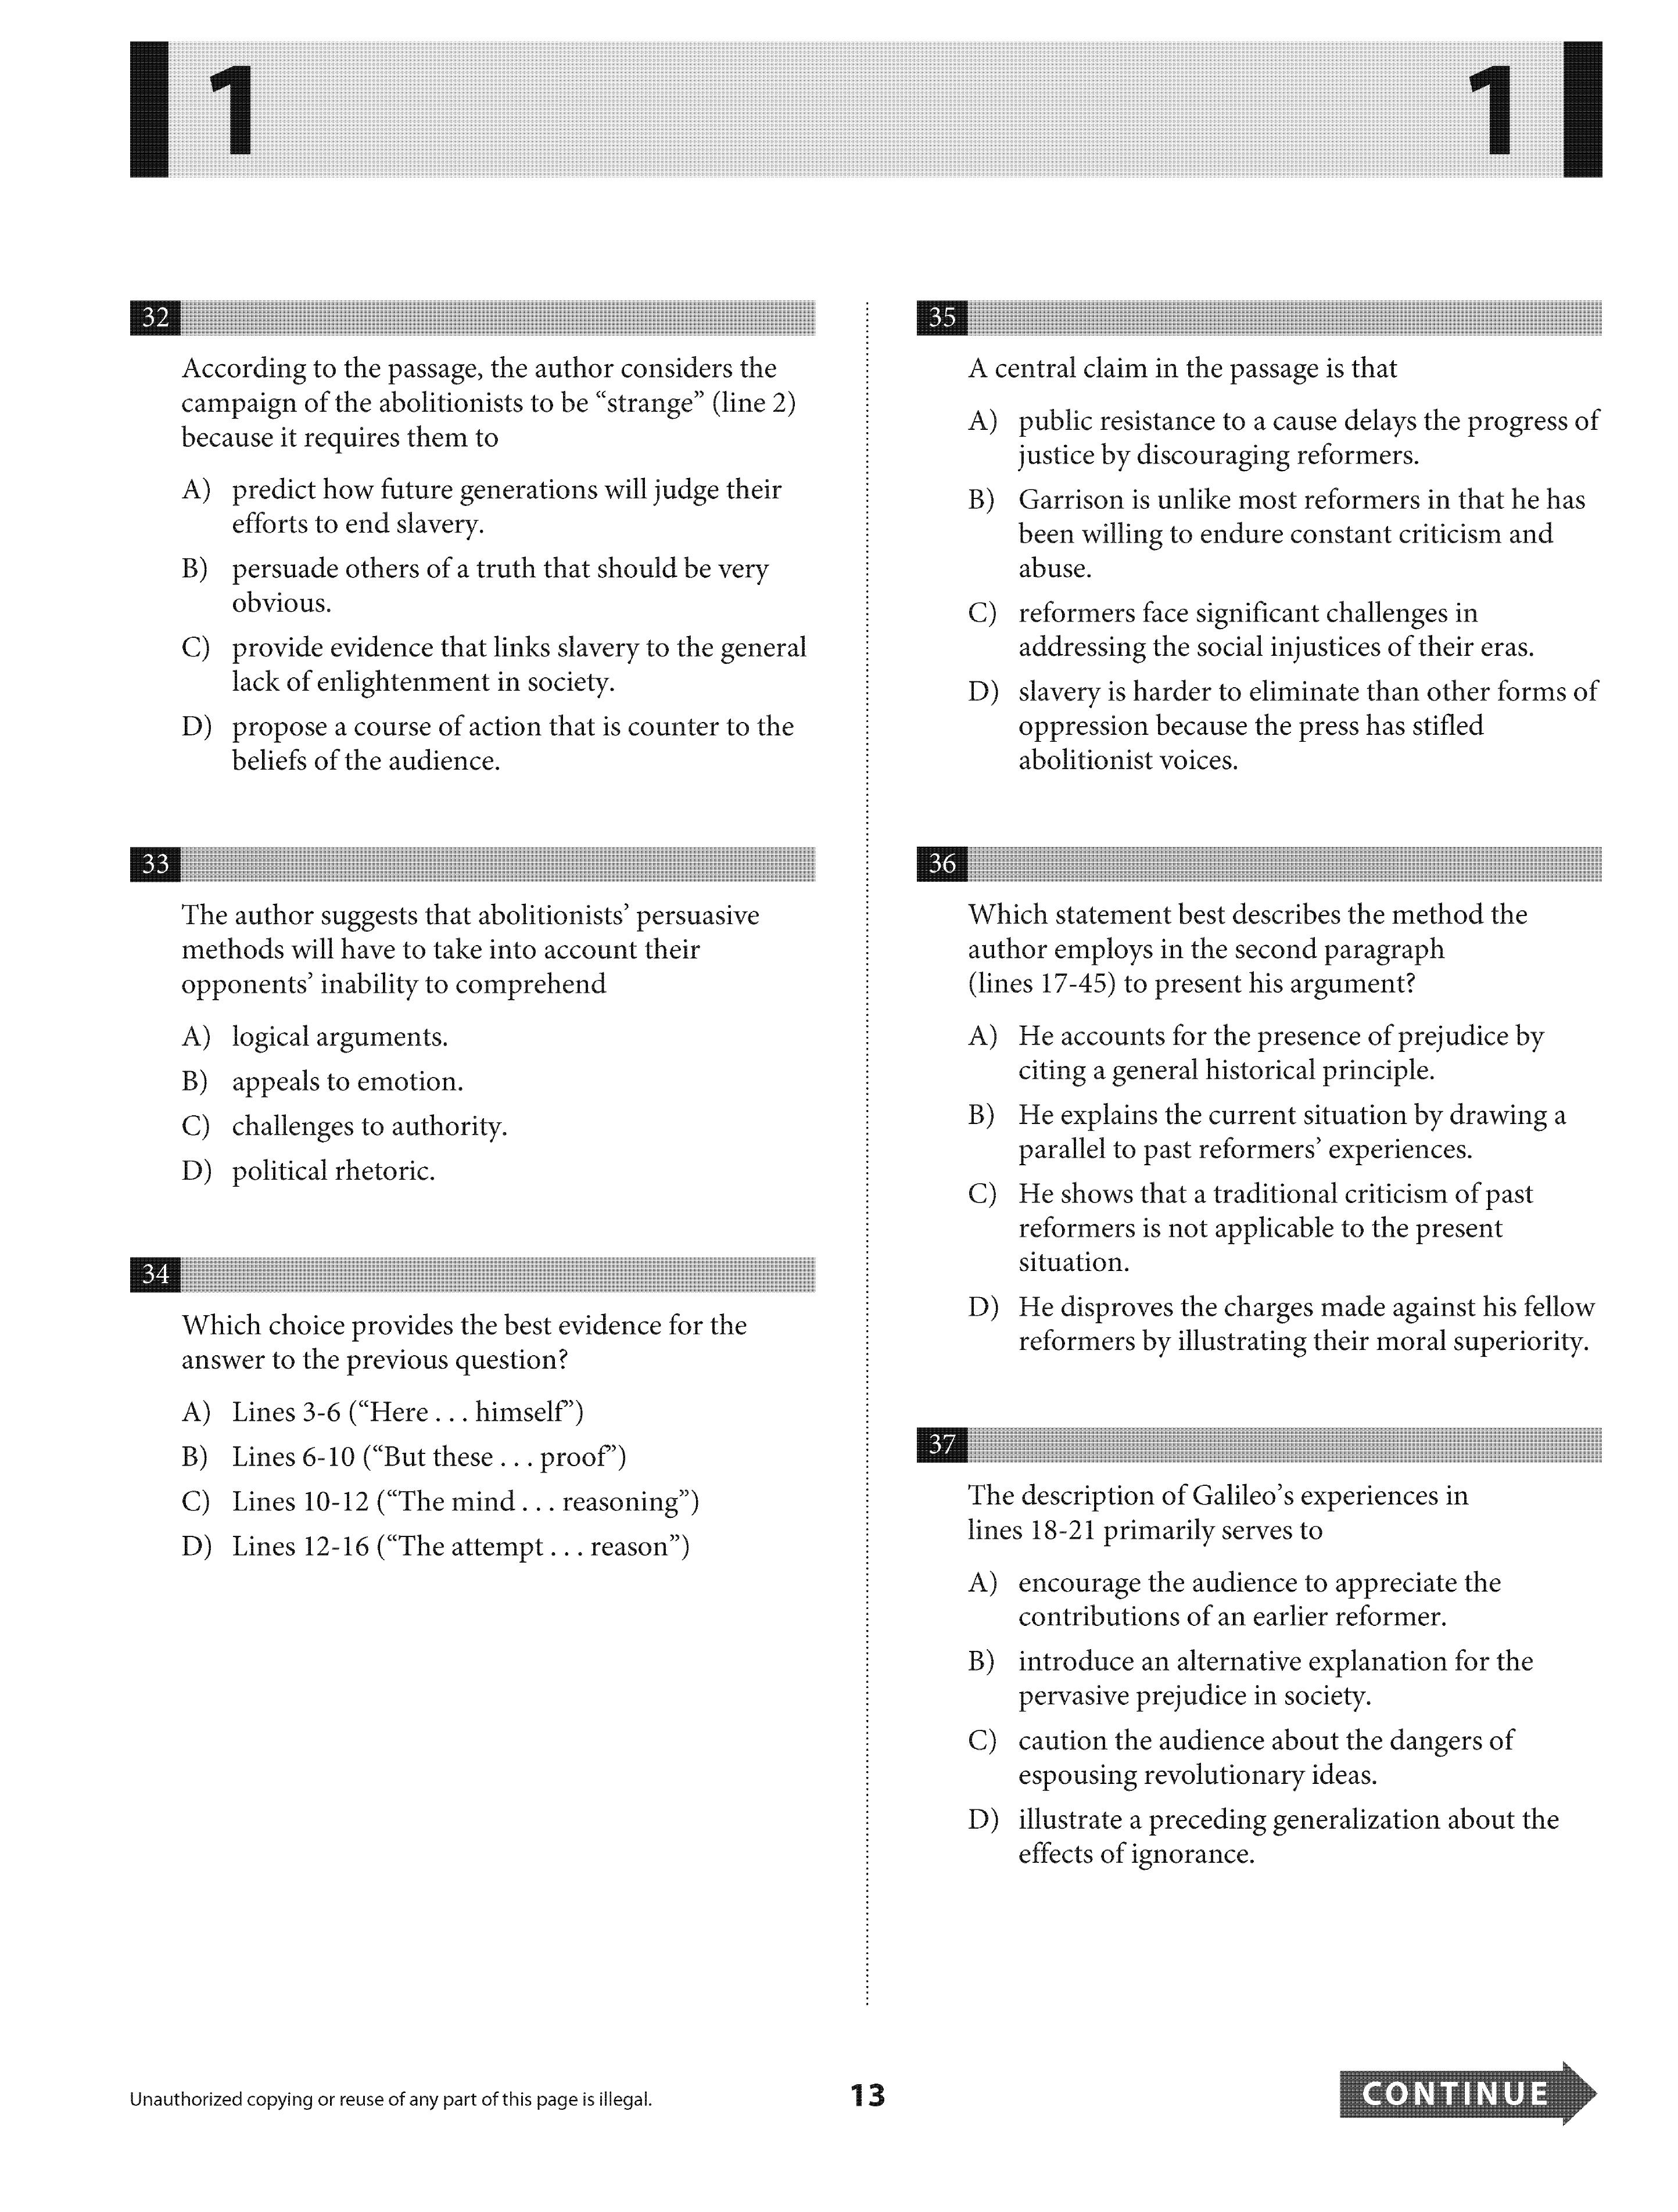 1
1
32
According to the passage, the author considers the
campaign of the abolitionists to be “strange” (line 2)
because it requires them to
A) predict how future generations will judge their
efforts to end slavery.
B) persuade others of a truth that should be very
obvious.
C) provide evidence that links slavery to the general
lack of enlightenment in society.
D) propose a course of action that is counter to the
beliefs of the audience.
33
The author suggests that abolitionists’ persuasive
methods will have to take into account their
opponents’ inability to comprehend
A) logical arguments.
B) appeals to emotion.
C) challenges to authority.
D) political rhetoric.
34
Which choice provides the best evidence for the
answer to the previous question?
A) Lines 3-6 (“Here . . . himself”)
B) Lines 6-10 (“But these . . . proof”)
C) Lines 10-12 (“The mind . . . reasoning”)
D) Lines 12-16 (“The attempt . . . reason”)
35
A central claim in the passage is that
A) public resistance to a cause delays the progress of
justice by discouraging reformers.
B) Garrison is unlike most reformers in that he has
been willing to endure constant criticism and
abuse.
C) reformers face significant challenges in
addressing the social injustices of their eras.
D) slavery is harder to eliminate than other forms of
oppression because the press has stifled
abolitionist voices.
36
Which statement best describes the method the
author employs in the second paragraph
(lines 17-45) to present his argument?
A) He accounts for the presence of prejudice by
citing a general historical principle.
B) He explains the current situation by drawing a
parallel to past reformers’ experiences.
C) He shows that a traditional criticism of past
reformers is not applicable to the present
situation.
D) He disproves the charges made against his fellow
reformers by illustrating their moral superiority.
37
The description of Galileo’s experiences in
lines 18-21 primarily serves to
A) encourage the audience to appreciate the
contributions of an earlier reformer.
B) introduce an alternative explanation for the
pervasive prejudice in society.
C) caution the audience about the dangers of
espousing revolutionary ideas.
D) illustrate a preceding generalization about the
effects of ignorance.
Unauthorized copying or reuse of any part of this page is illegal.
13
CONTINUE